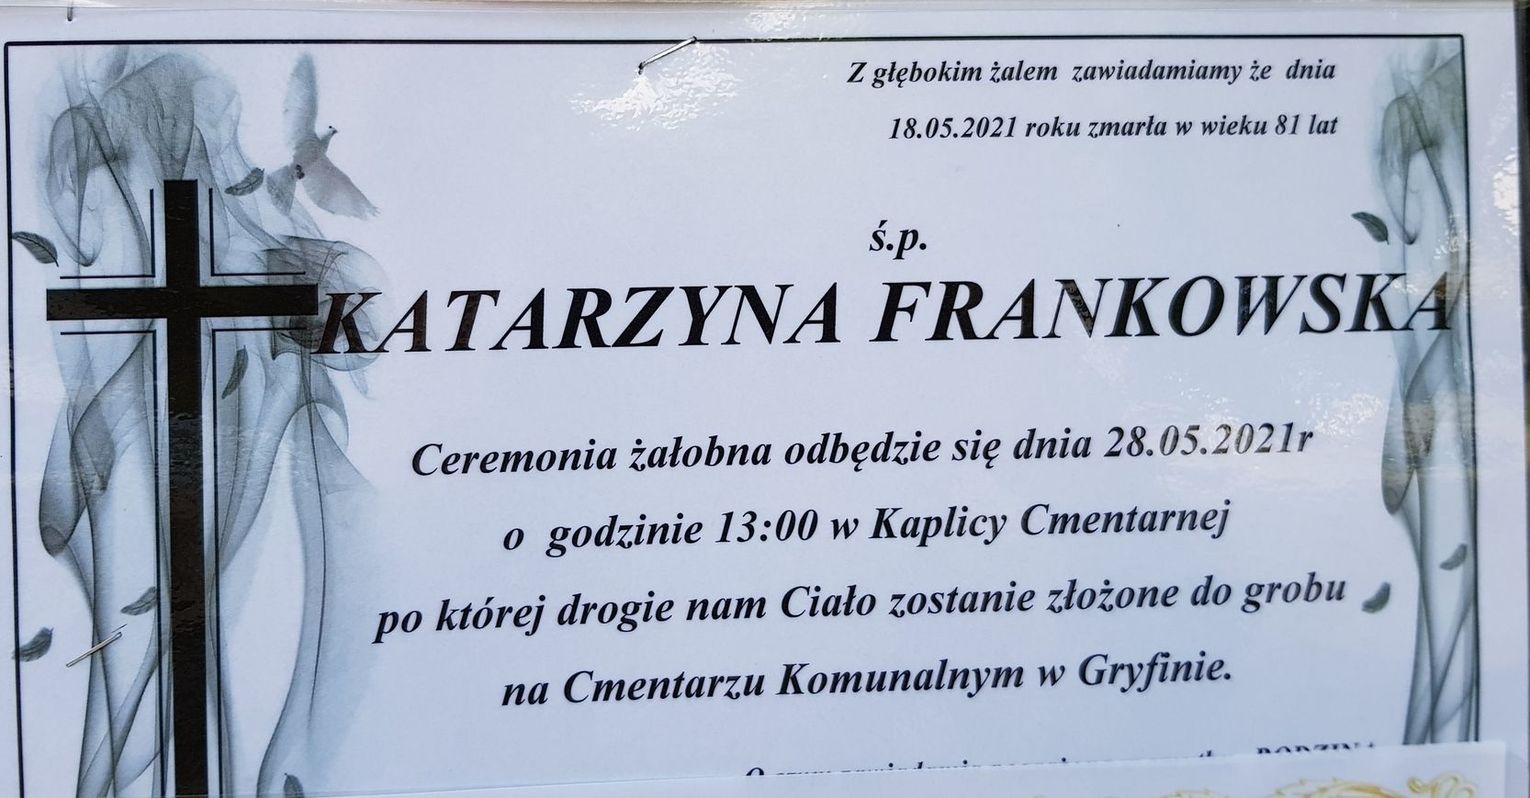 Z głębokim żalem zawiadamiamy że dnia
18.05.2021 roku zmarła w wieku 81 lat
ś.p.
KATARZYNA FRANKOWSKA
Ceremonia żałobna odbędzie się dnia 28.05.2021r
o godzinie 13:00 w Kaplicy Cmentarnej
po której drogie nam Ciało zostanie złożone do grobu
na Cmentarzu Komunalnym w Gryfinie.
RODZINA